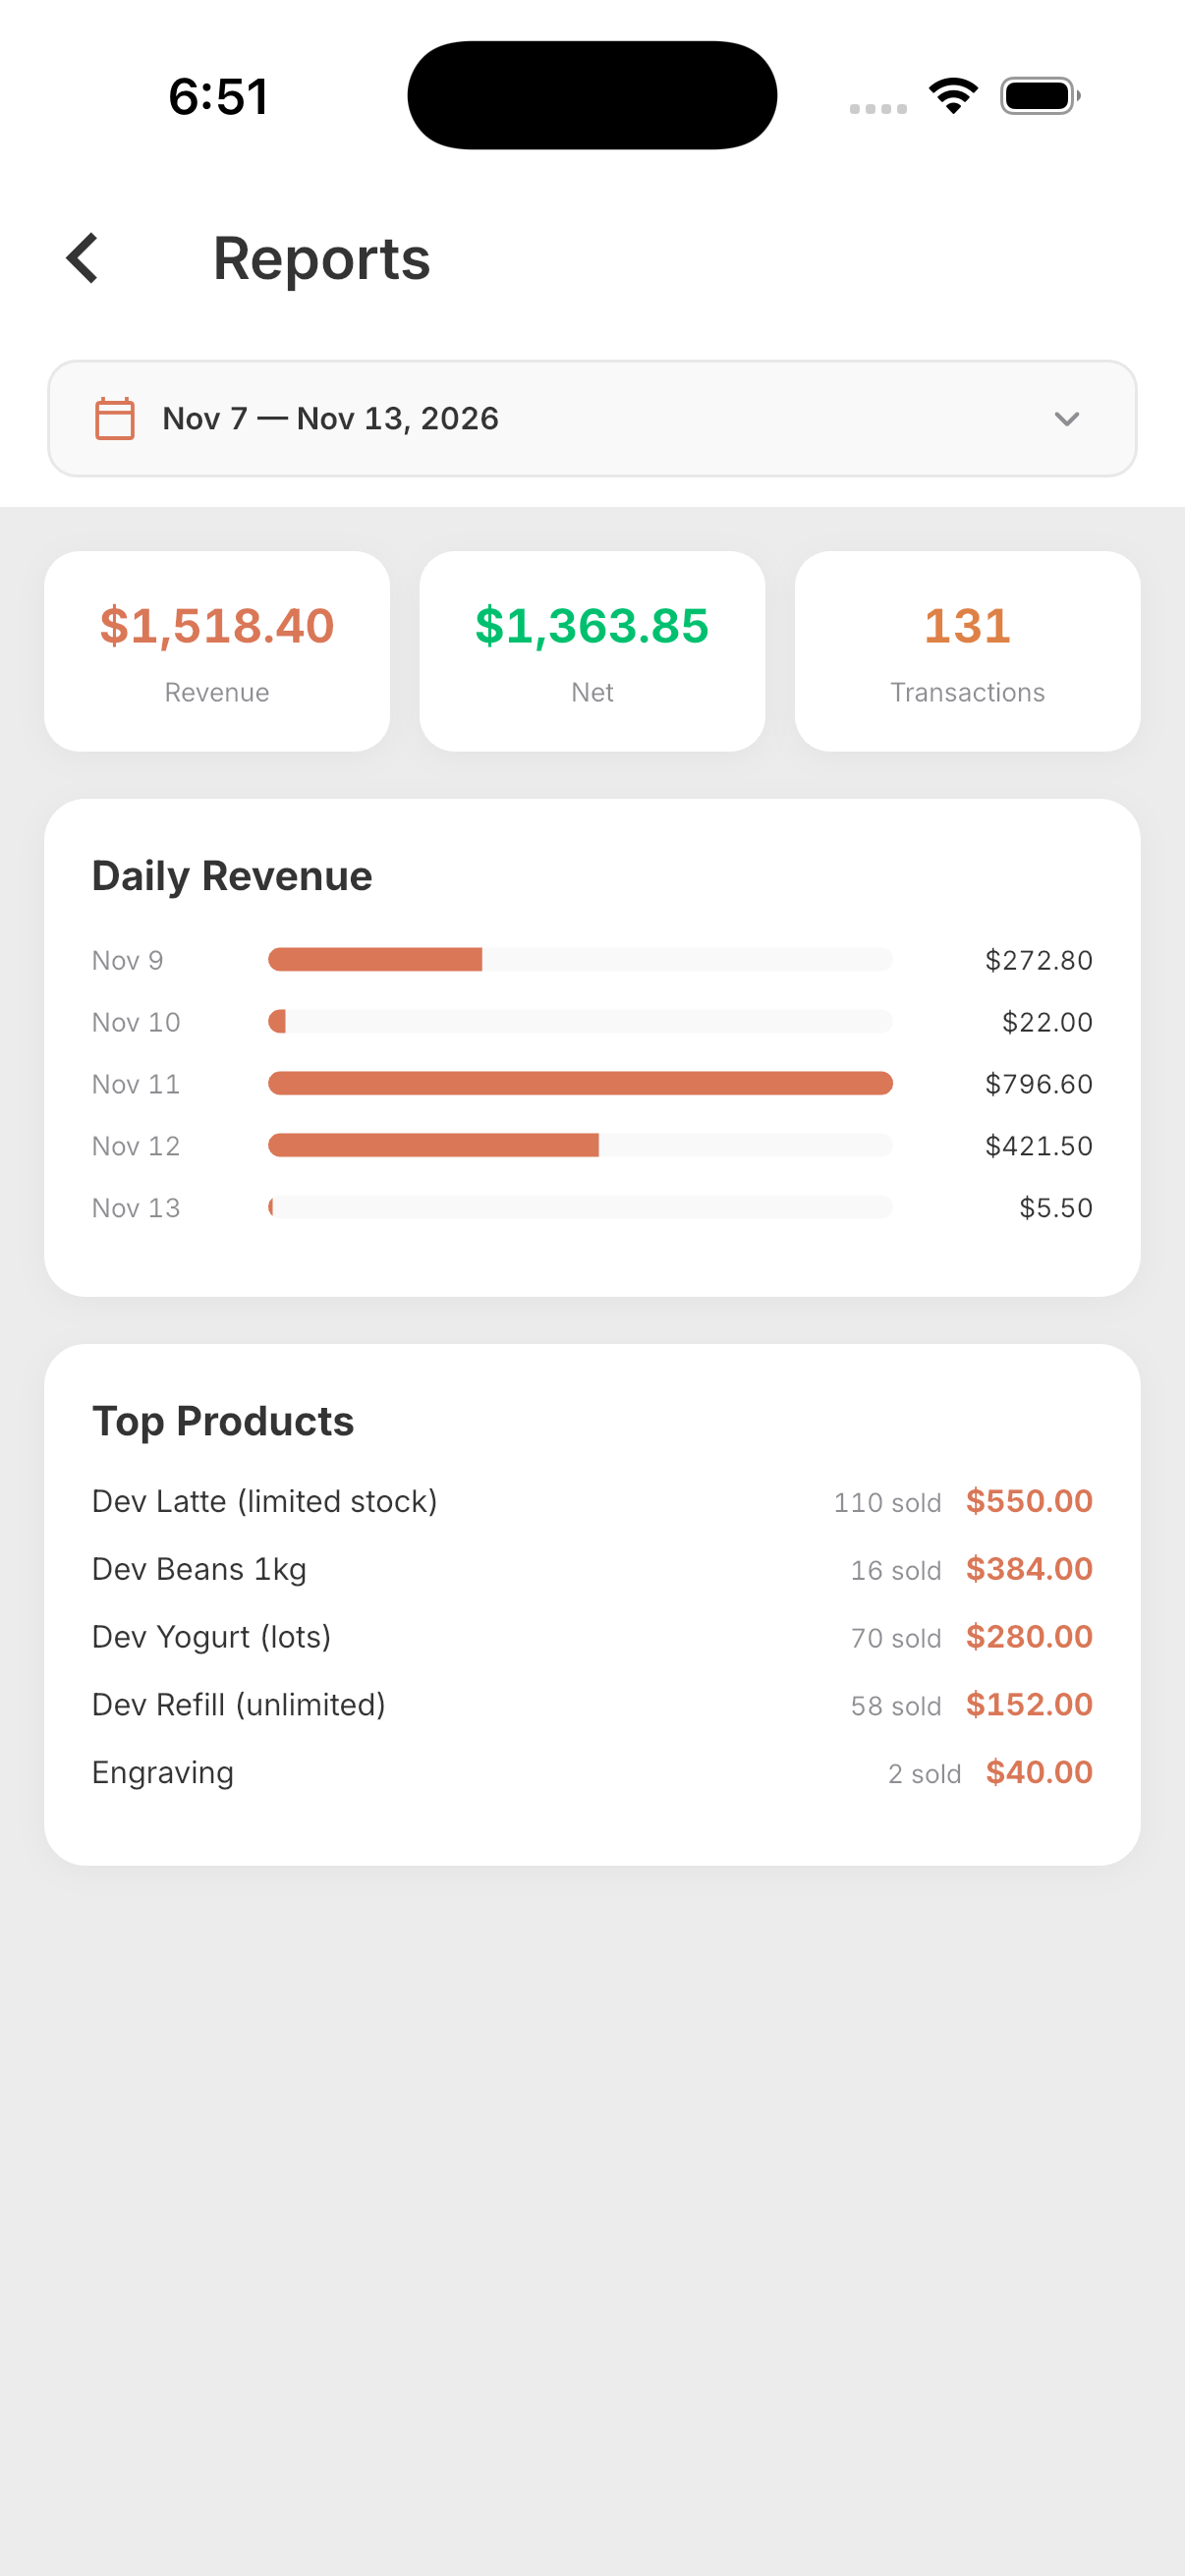 6:51
Reports
Nov 7 — Nov 13, 2026
$1,518.40 $1,363.85 131
Revenue Net Transactions
Daily Revenue
Nov 9 $272.80
Nov 10 $22.00
Nov 11 $796.60
Nov 12 $421.50
Nov 13 $5.50
Top Products
Dev Latte (limited stock) 110 sold $550.00
Dev Beans 1kg 16 sold $384.00
Dev Yogurt (lots) 70 sold $280.00
Dev Refill (unlimited) 58 sold $152.00
Engraving 2 sold $40.00